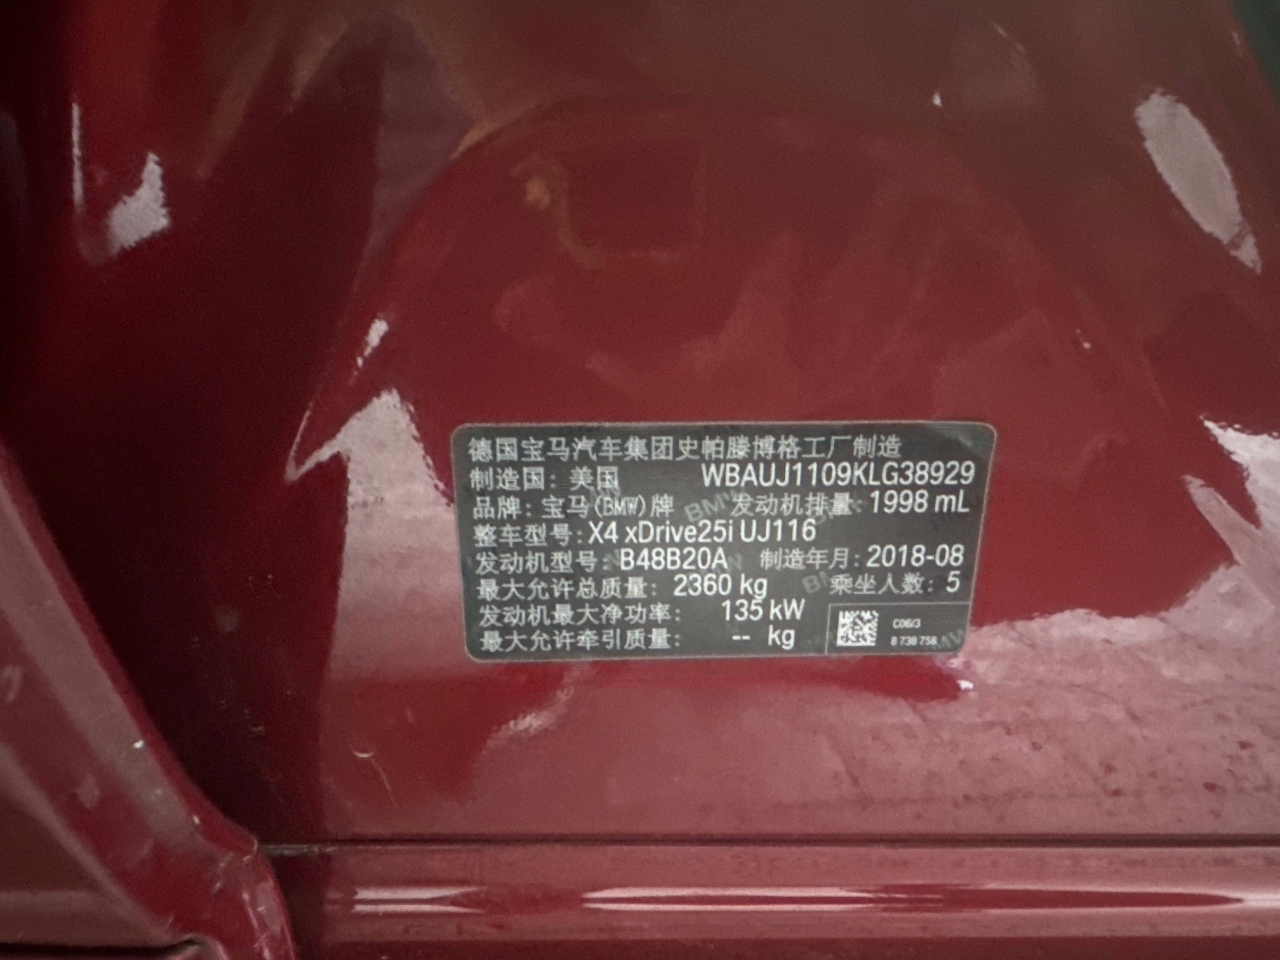 德国宝马汽车集团史帕滕博格工厂制造
制造国: 美国 WBAUJ1109KLG38929
品牌: 宝马(BMW)牌 发动机排量: 1998 mL
整车型号: X4 xDrive25i UJ116
发动机型号: B48B20A 制造年月: 2018-08
最大允许总质量: 2360 kg 乘坐人数: 5
发动机最大净功率: 135 kW
最大允许牵引质量: -- kg
C06/3
8 738 758